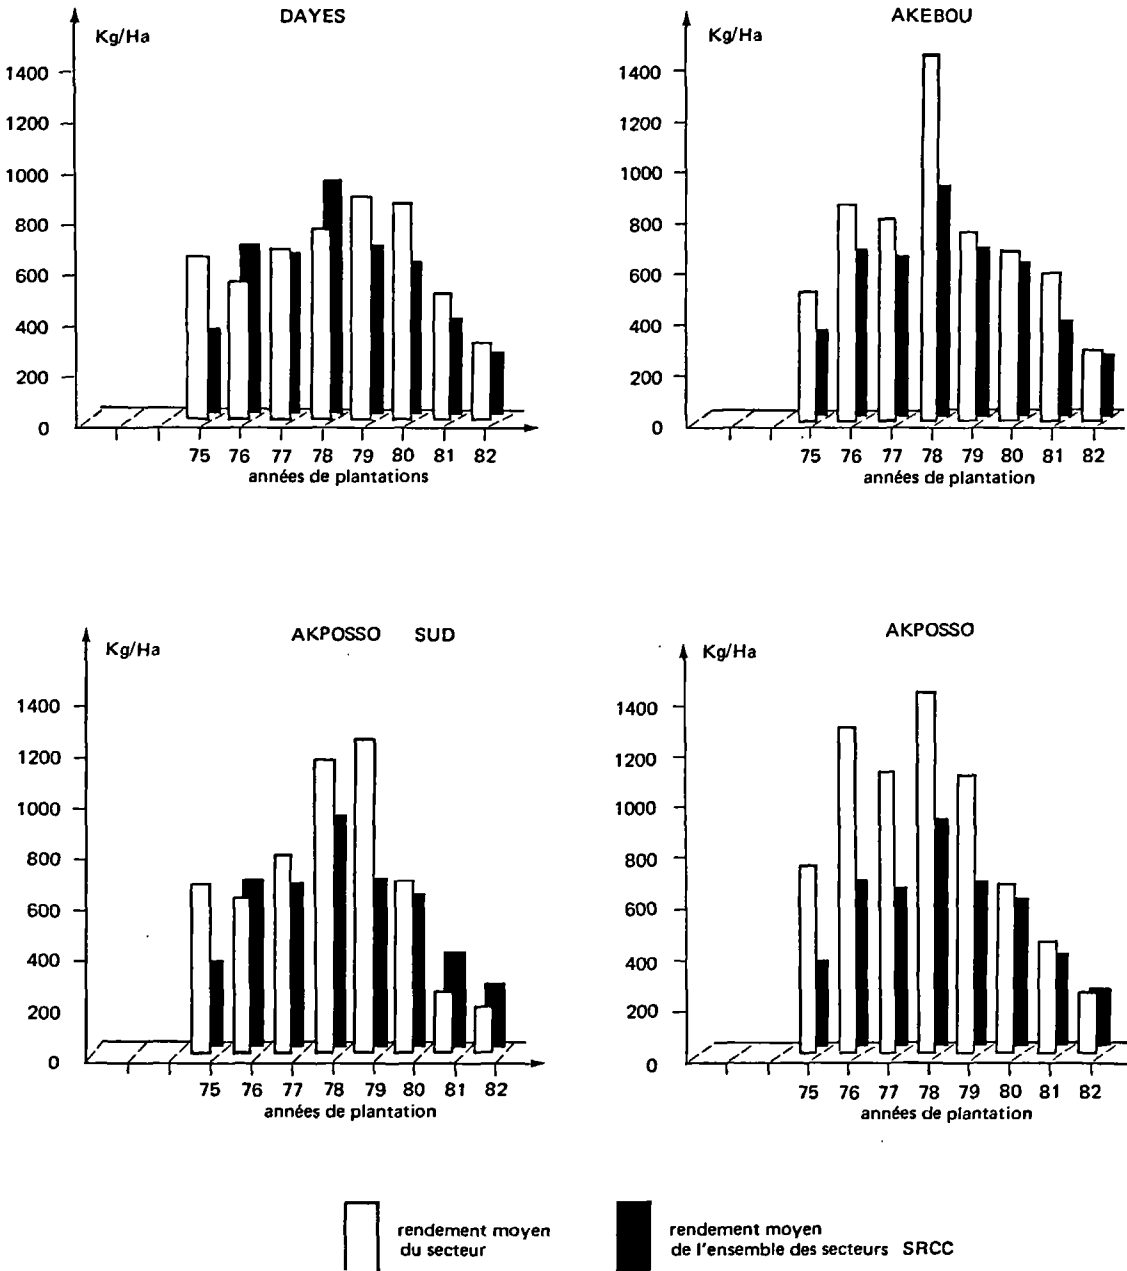 DAYES
Kg/Ha
1400
1200
1000
800
600
400
200
0
75 76 77 78 79 80 81 82
années de plantations
AKEBOU
Kg/Ha
1400
1200
1000
800
600
400
200
0
75 76 77 78 79 80 81 82
années de plantation
AKPOSSO SUD
Kg/Ha
1400
1200
1000
800
600
400
200
0
75 76 77 78 79 80 81 82
années de plantation
AKPOSSO
Kg/Ha
1400
1200
1000
800
600
400
200
0
75 76 77 78 79 80 81 82
années de plantation
rendement moyen
du secteur
rendement moyen
de l'ensemble des secteurs SRCC